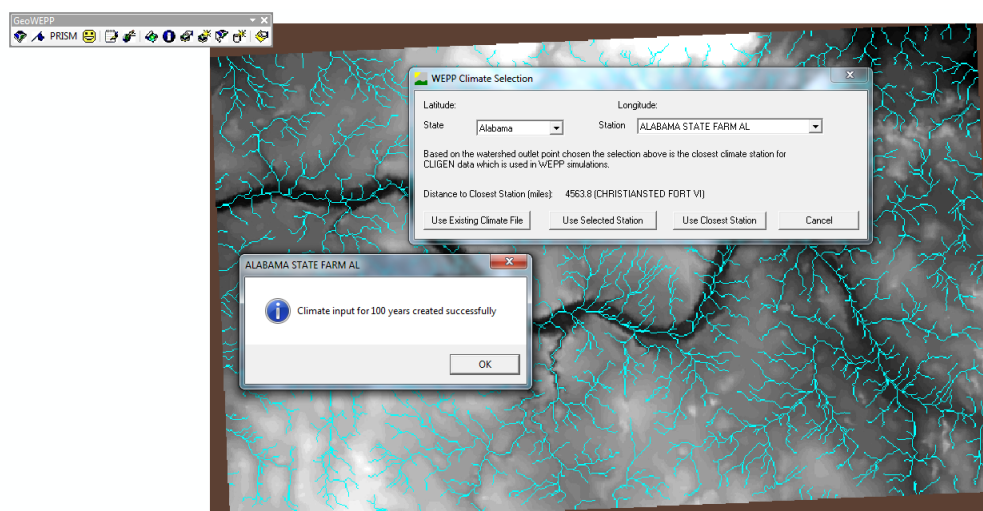 GeoWEPP
PRISM
WEPP Climate Selection
Latitude: Longitude:
State Alabama Station ALABAMA STATE FARM AL
Based on the watershed outlet point chosen the selection above is the closest climate station for
CLIGEN data which is used in WEPP simulations.
Distance to Closest Station (miles): 4563.8 (CHRISTIANSTED FORT VI)
Use Existing Climate File Use Selected Station Use Closest Station Cancel
ALABAMA STATE FARM AL
Climate input for 100 years created successfully
OK